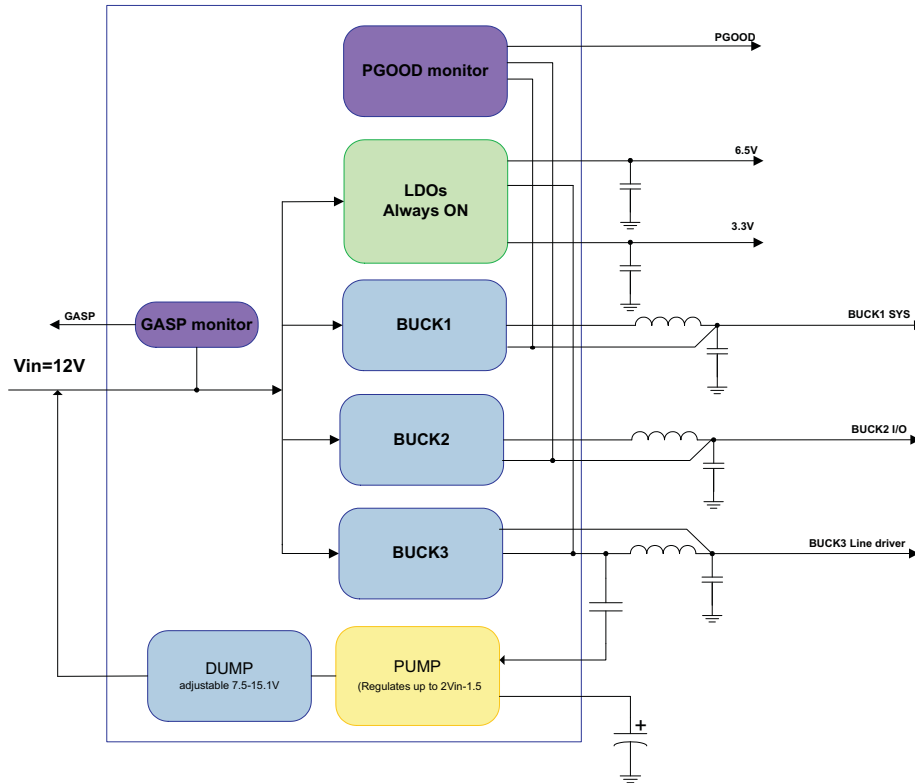 PGOOD
PGOOD monitor
6.5V
LDOs
Always ON
3.3V
GASP
GASP monitor
BUCK1
BUCK1 SYS
Vin=12V
BUCK2
BUCK2 I/O
BUCK3
BUCK3 Line driver
DUMP
adjustable 7.5-15.1V
PUMP
(Regulates up to 2Vin-1.5
+